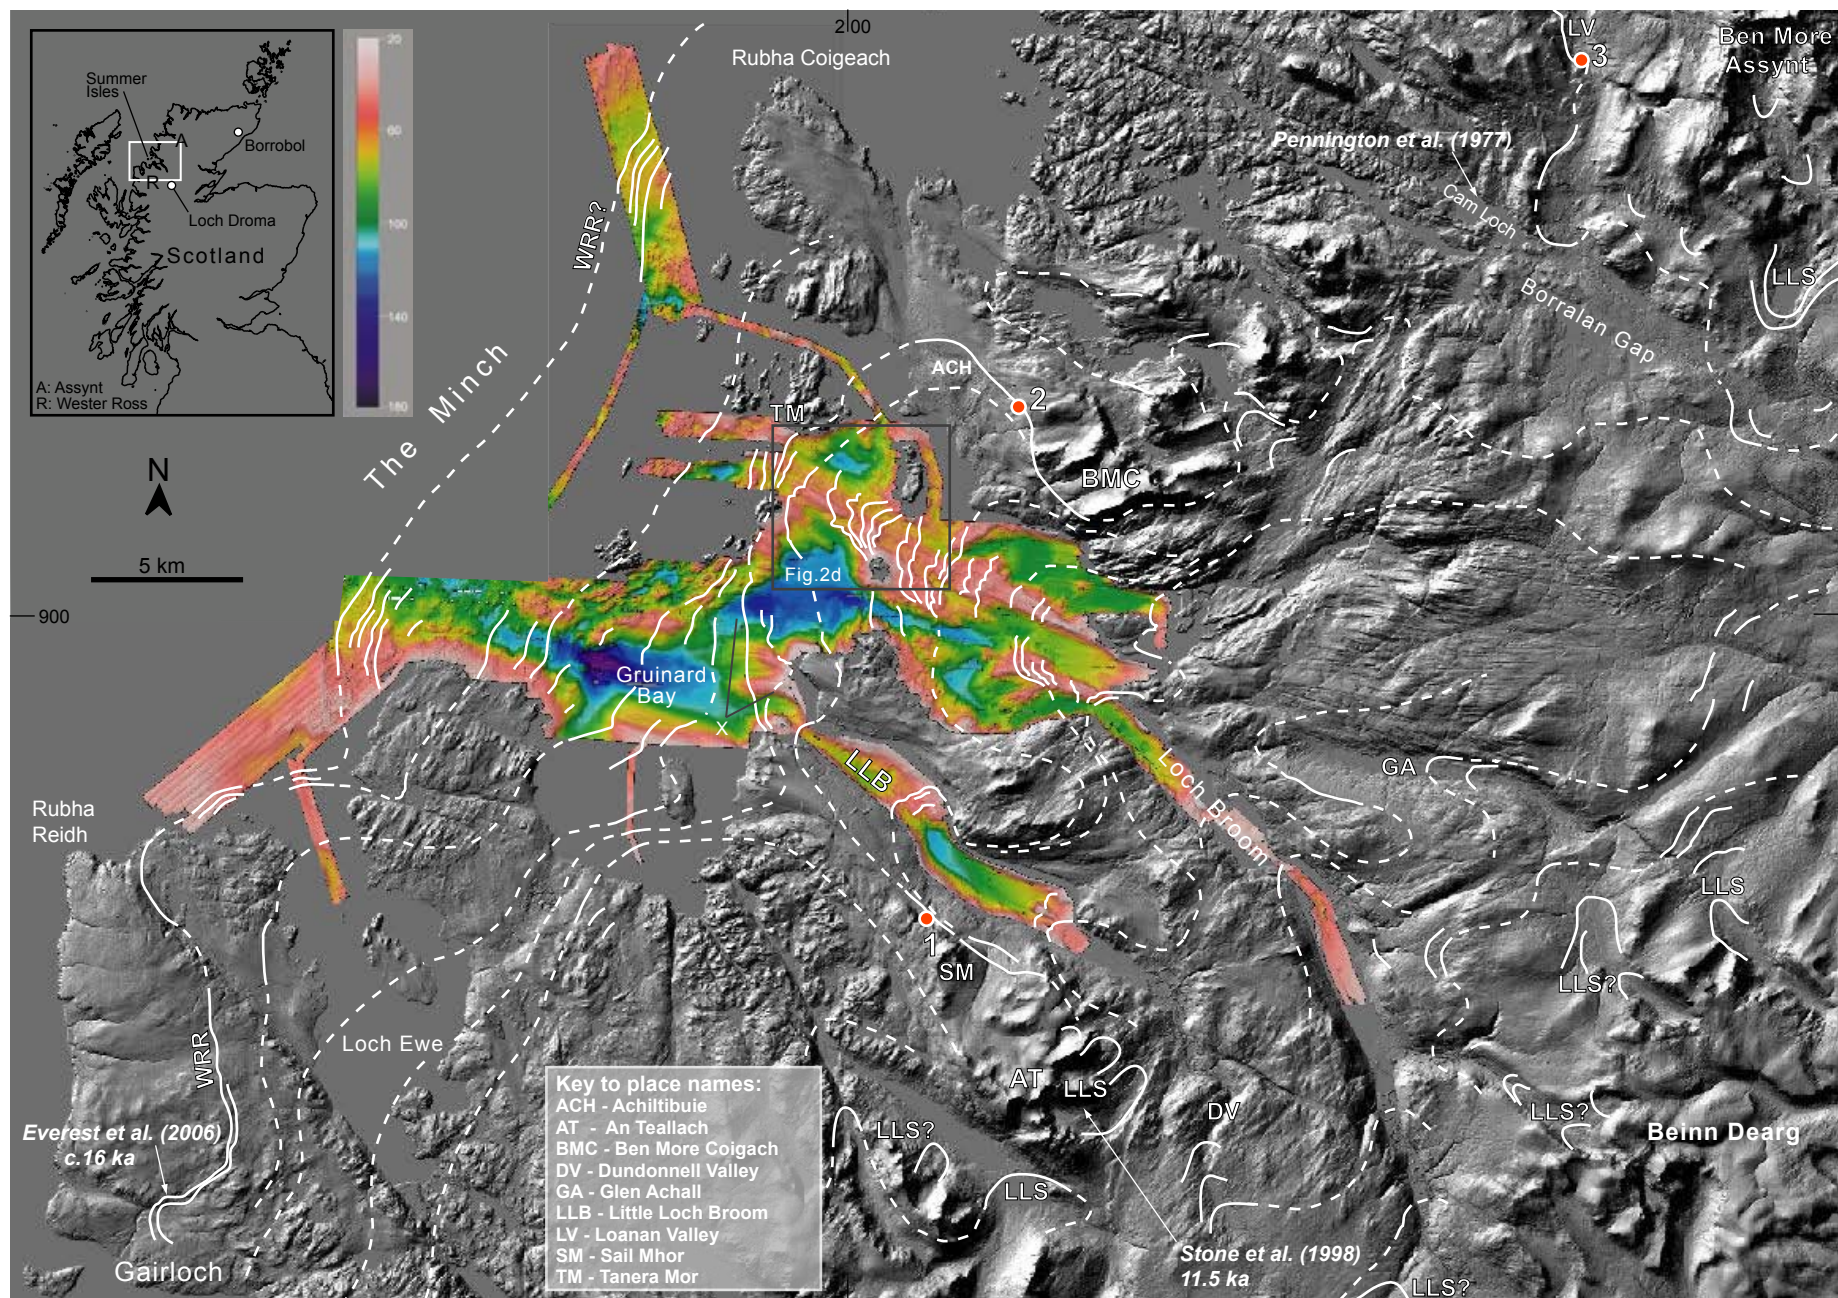 200
Rubha Coigeach
LV
3
Ben More
Assynt
Summer
Isles
A
Borrobol
R
Loch Droma
Scotland
A: Assynt
R: Wester Ross
20
60
100
140
180
Pennington et al. (1977)
Cam Loch
WRR?
LLS
Borralan Gap
The Minch
ACH
2
TM
BMC
N
5 km
Fig.2d
900
Gruinard
Bay
X
LLB
Loch Broom
GA
Rubha
Reidh
LLS
1
SM
LLS?
Loch Ewe
WRR
AT
LLS
DV
LLS?
Beinn Dearg
Everest et al. (2006)
c.16 ka
LLS?
LLS
Key to place names:
ACH - Achiltibuie
AT - An Teallach
BMC - Ben More Coigach
DV - Dundonnell Valley
GA - Glen Achall
LLB - Little Loch Broom
LV - Loanan Valley
SM - Sail Mhor
TM - Tanera Mor
Stone et al. (1998)
11.5 ka
Gairloch
LLS?